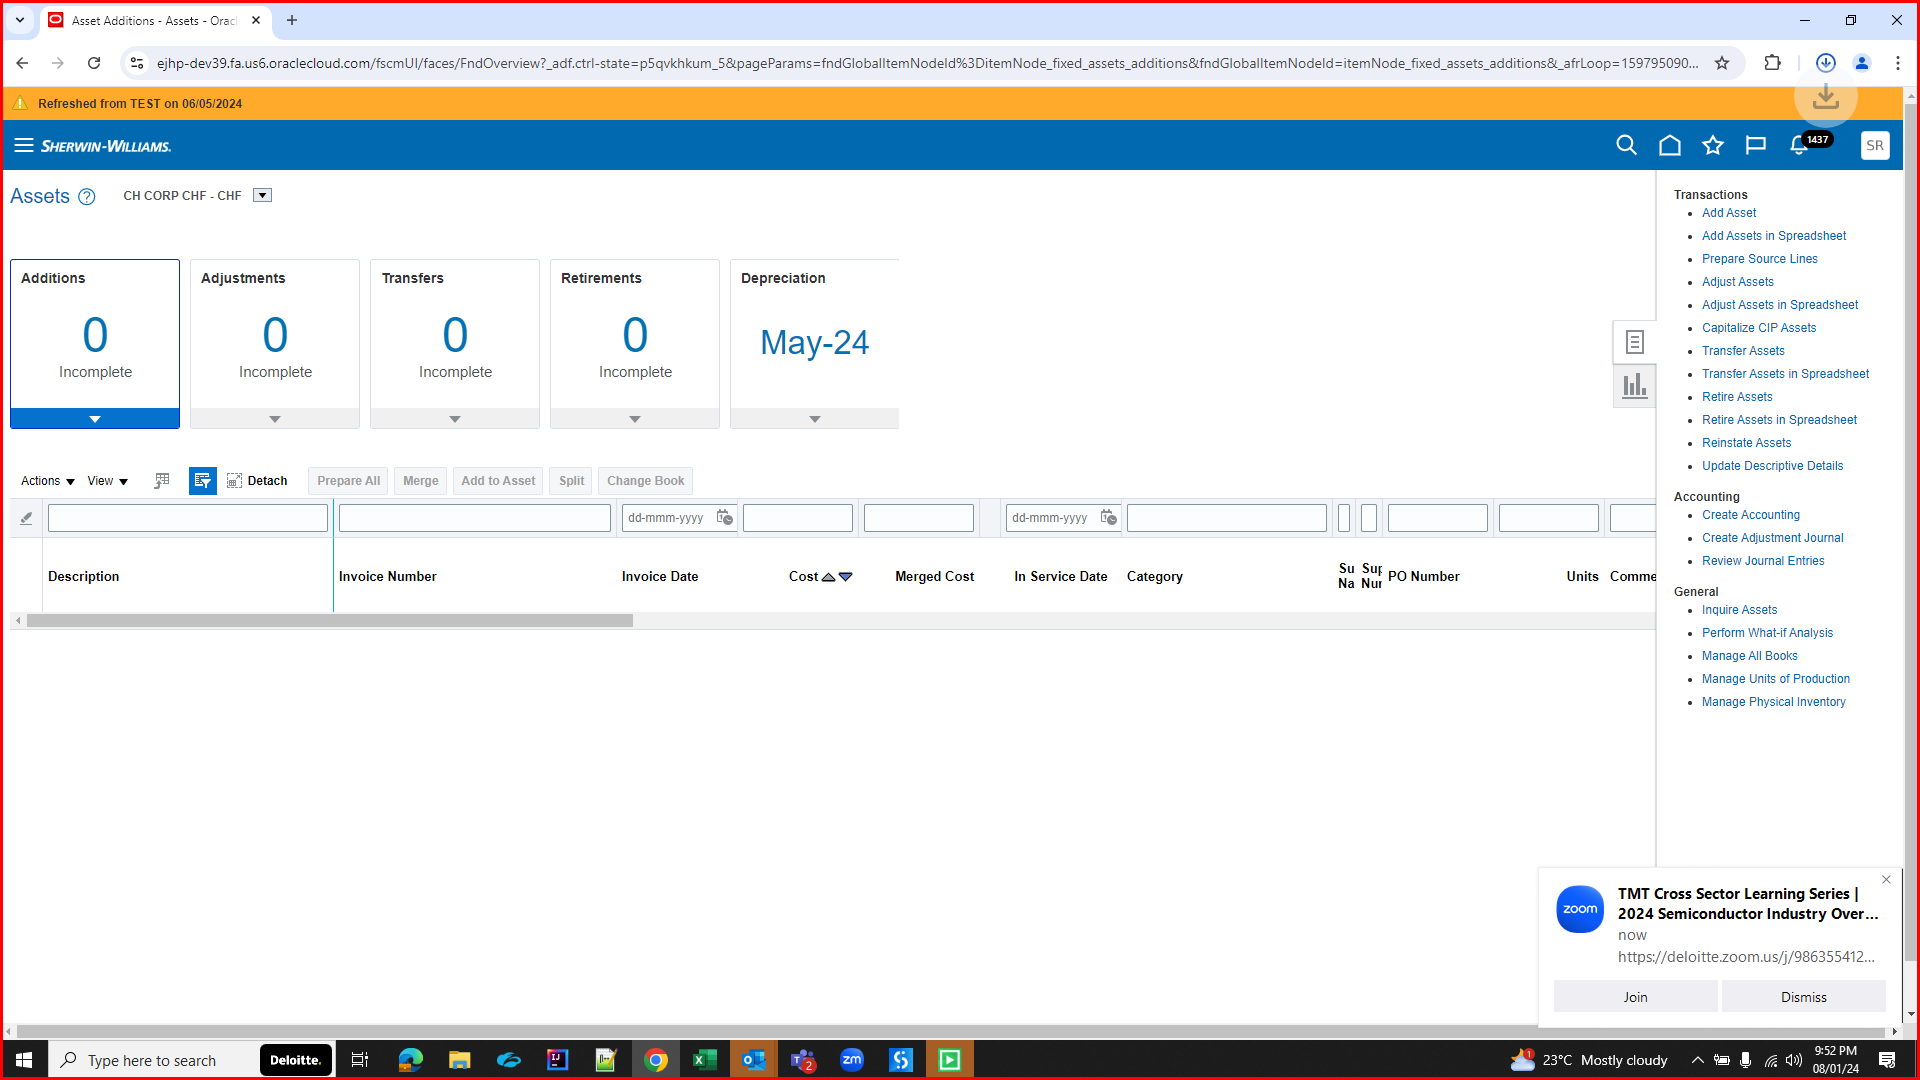 Asset Additions - Assets - Orac
ejhp-dev39.fa.us6.oraclecloud.com/fscmUI/faces/FndOverview?_adf.ctrl-state=p5qvkhkum_5&pageParams=fndGlobalItemNodeId%3DitemNode_fixed_assets_additions&fndGlobalItemNodeId=itemNode_fixed_assets_additions&_afrLoop=159795090...
Refreshed from TEST on 06/05/2024
SHERWIN-WILLIAMS.
1437
SR
Assets ? CH CORP CHF - CHF
Additions
0
Incomplete
Adjustments
0
Incomplete
Transfers
0
Incomplete
Retirements
0
Incomplete
Depreciation
May-24
Actions View Detach Prepare All Merge Add to Asset Split Change Book
dd-mmm-yyyy dd-mmm-yyyy
Description Invoice Number Invoice Date Cost Merged Cost In Service Date Category Su Na Sup Nur PO Number Units Comme
Transactions
Add Asset
Add Assets in Spreadsheet
Prepare Source Lines
Adjust Assets
Adjust Assets in Spreadsheet
Capitalize CIP Assets
Transfer Assets
Transfer Assets in Spreadsheet
Retire Assets
Retire Assets in Spreadsheet
Reinstate Assets
Update Descriptive Details
Accounting
Create Accounting
Create Adjustment Journal
Review Journal Entries
General
Inquire Assets
Perform What-if Analysis
Manage All Books
Manage Units of Production
Manage Physical Inventory
zoom
TMT Cross Sector Learning Series |
2024 Semiconductor Industry Over...
now
https://deloitte.zoom.us/j/986355412...
Join Dismiss
Type here to search Deloitte. 2 zm 1 23°C Mostly cloudy 9:52 PM
08/01/24